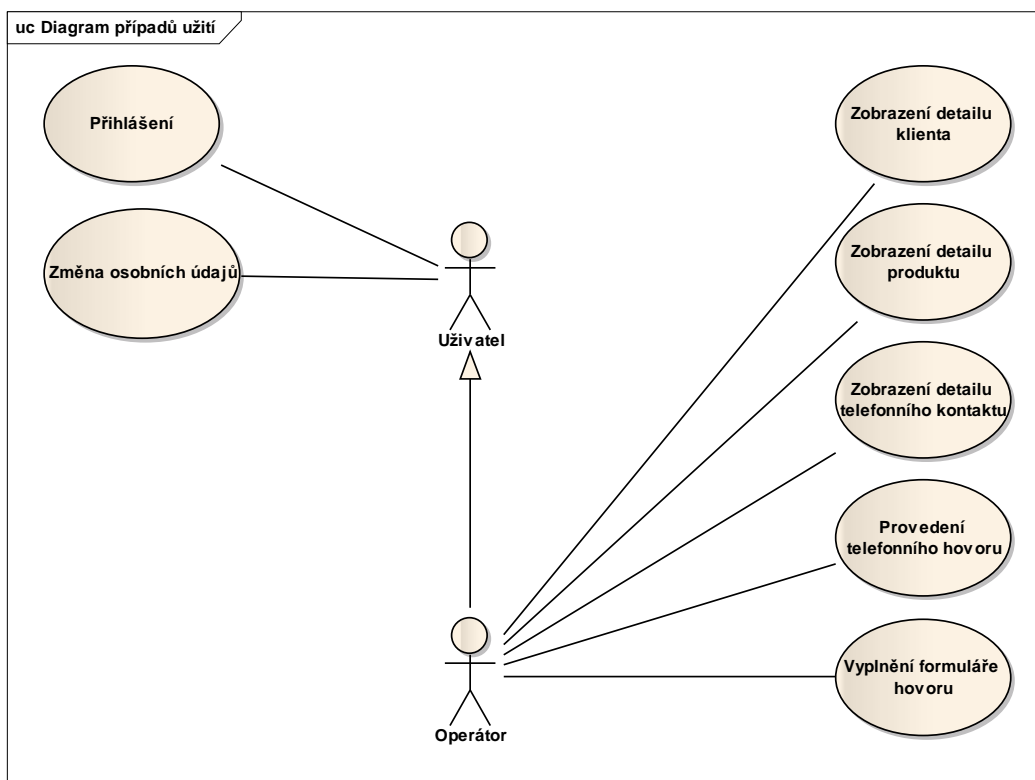 uc Diagram případů užití
Přihlášení
Změna osobních údajů
Uživatel
Operátor
Zobrazení detailu
klienta
Zobrazení detailu
produktu
Zobrazení detailu
telefonního kontaktu
Provedení
telefonního hovoru
Vyplnění formuláře
hovoru